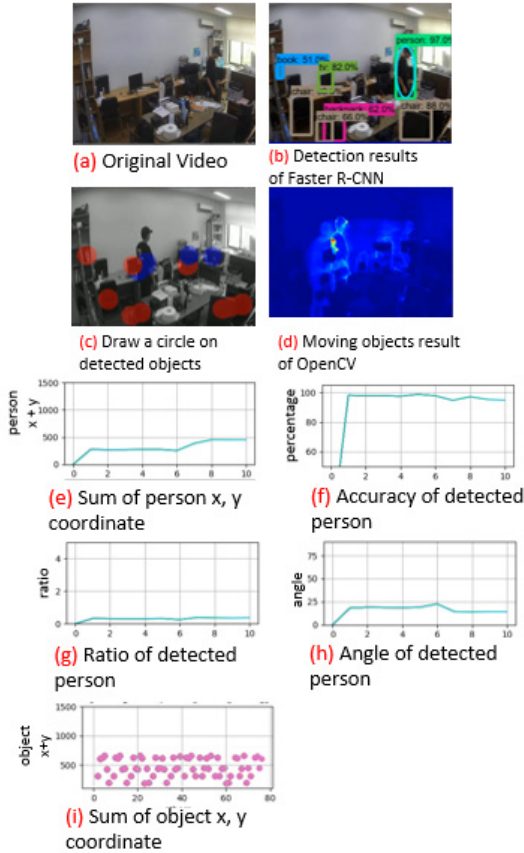 book: 51.0%
person: 97.0%
tv: 82.0%
chair:
backpack: 62.0%
chair: 66.0%
chair: 88.0%
(a) Original Video
(b) Detection results
of Faster R-CNN
(c) Draw a circle on
detected objects
(d) Moving objects result
of OpenCV
person
x + y
1500
1000
500
0
0 2 4 6 8 10
(e) Sum of person x, y
coordinate
percentage
100
80
60
0 2 4 6 8 10
(f) Accuracy of detected
person
ratio
4
2
0
0 2 4 6 8 10
(g) Ratio of detected
person
angle
75
50
25
0
0 2 4 6 8 10
(h) Angle of detected
person
object
x+y
1500
1000
500
0 20 40 60 80
(i) Sum of object x, y
coordinate